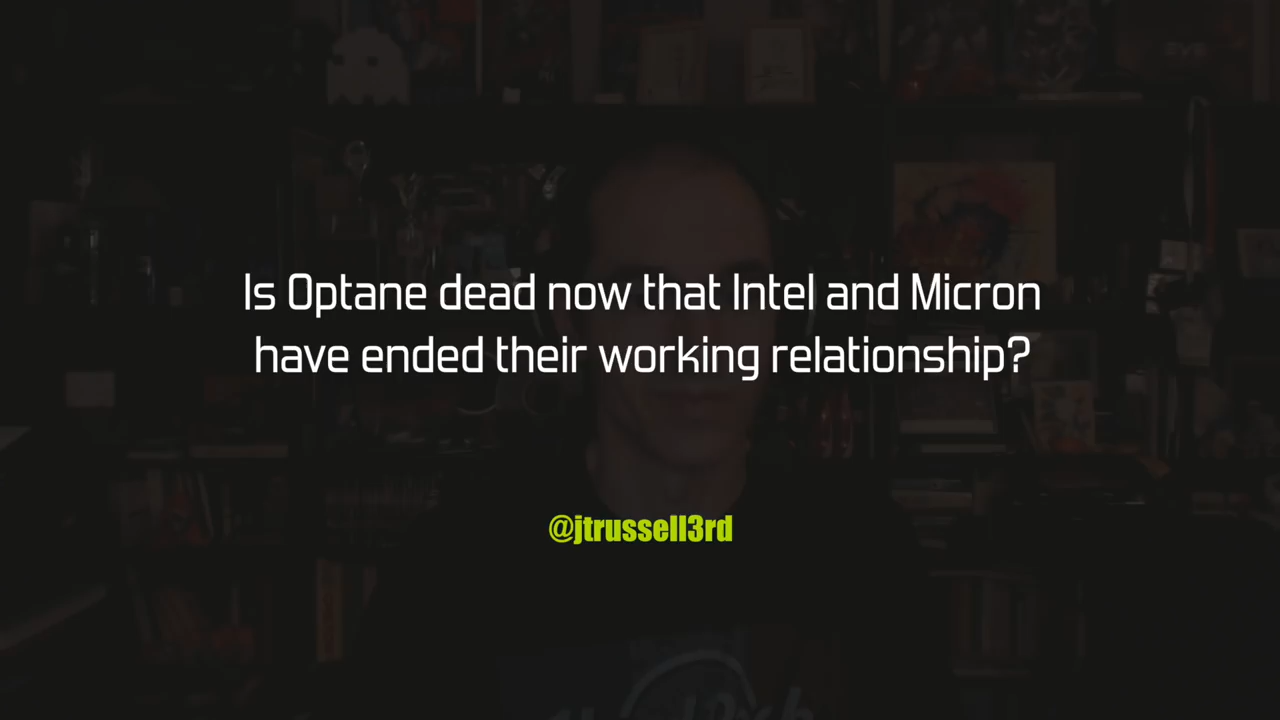 Is Optane dead now that Intel and Micron
have ended their working relationship?
@jtrussell3rd